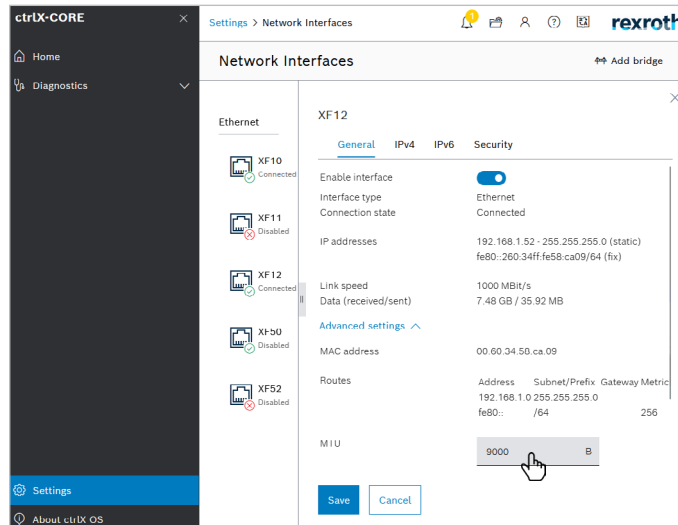 ctrlX-CORE
Settings > Network Interfaces
1
rexroth
Home
Diagnostics
Settings
About ctrlX OS
Network Interfaces
Add bridge
Ethernet
XF10
Connected
XF11
Disabled
XF12
Connected
XF50
Disabled
XF52
Disabled
XF12
General IPv4 IPv6 Security
Enable interface
Interface type Ethernet
Connection state Connected
IP addresses 192.168.1.52 - 255.255.255.0 (static)
fe80::260:34ff:fe58:ca09/64 (fix)
Link speed 1000 MBit/s
Data (received/sent) 7.48 GB / 35.92 MB
Advanced settings
MAC address 00.60.34.58.ca.09
Routes Address Subnet/Prefix Gateway Metric
192.168.1.0 255.255.255.0
fe80:: /64 256
MIU 9000 B
Save Cancel